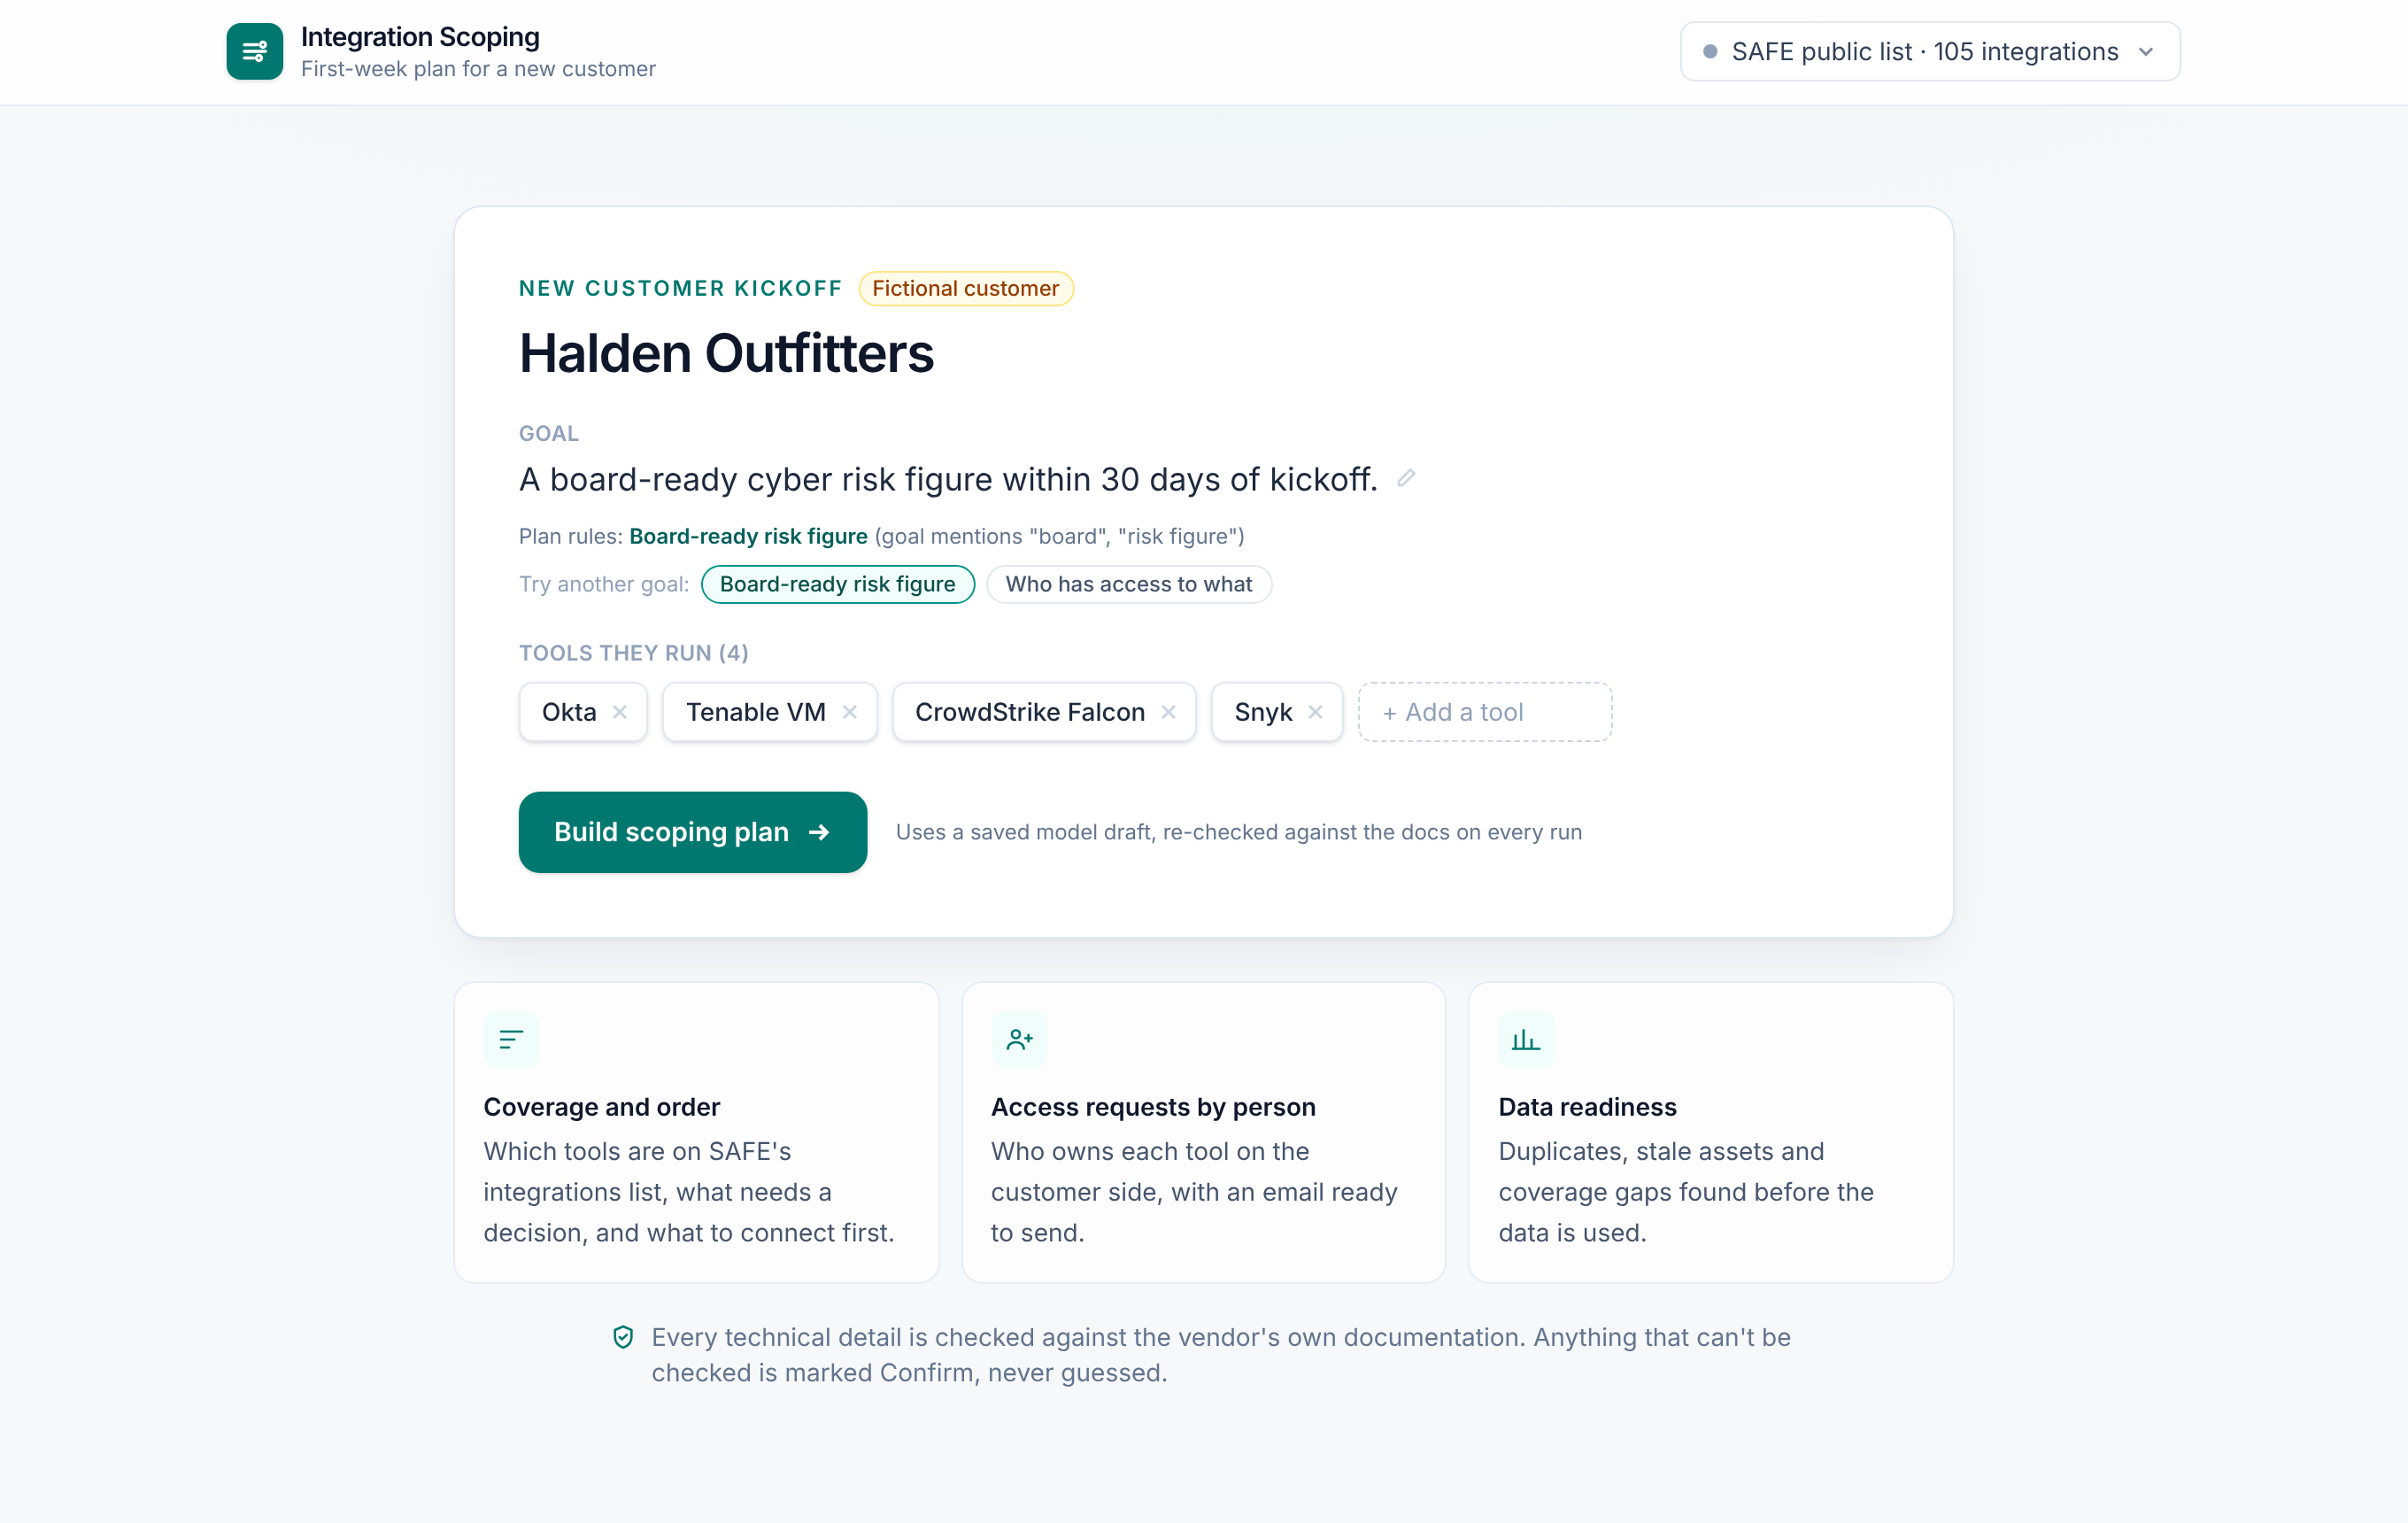 Integration Scoping
First-week plan for a new customer
SAFE public list · 105 integrations
NEW CUSTOMER KICKOFF
Fictional customer
Halden Outfitters
GOAL
A board-ready cyber risk figure within 30 days of kickoff.
Plan rules: Board-ready risk figure (goal mentions "board", "risk figure")
Try another goal: Board-ready risk figure Who has access to what
TOOLS THEY RUN (4)
Okta × Tenable VM × CrowdStrike Falcon × Snyk × + Add a tool
Build scoping plan → Uses a saved model draft, re-checked against the docs on every run
Coverage and order
Which tools are on SAFE's
integrations list, what needs a
decision, and what to connect first.
Access requests by person
Who owns each tool on the
customer side, with an email ready
to send.
Data readiness
Duplicates, stale assets and
coverage gaps found before the
data is used.
Every technical detail is checked against the vendor's own documentation. Anything that can't be
checked is marked Confirm, never guessed.